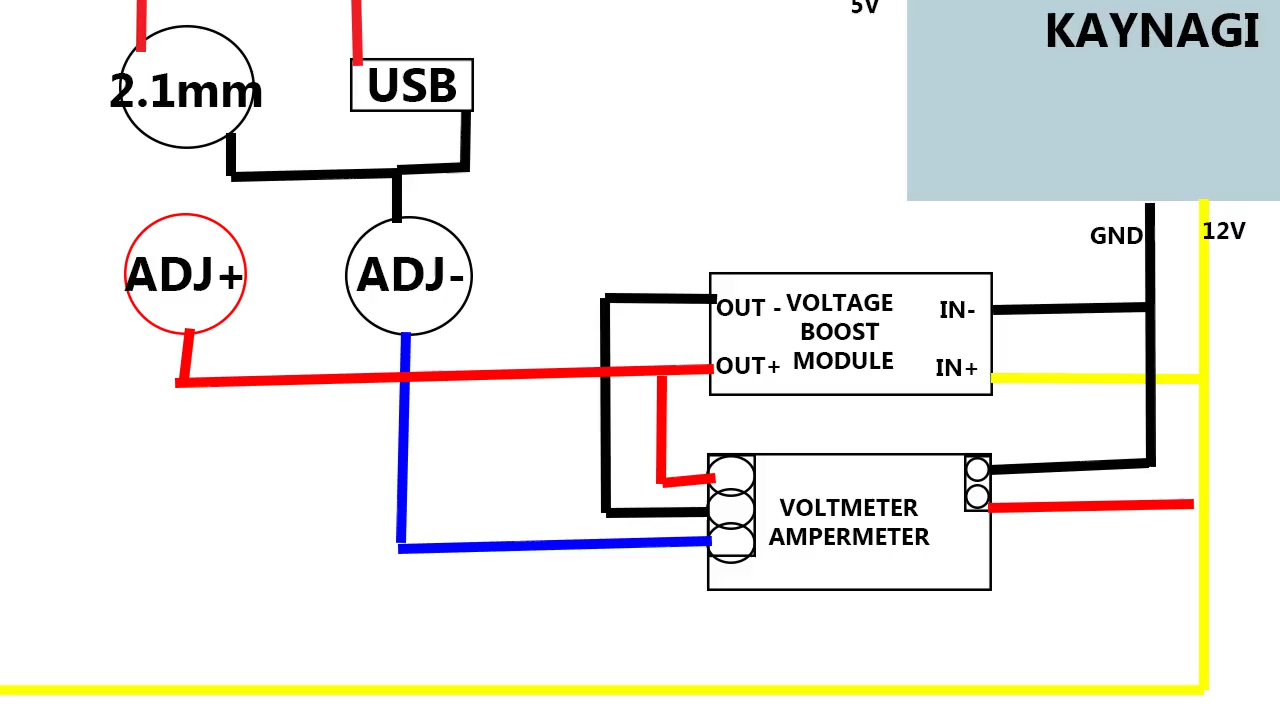 5V
KAYNAGI
2.1mm
USB
GND
12V
ADJ+
ADJ-
OUT -
VOLTAGE
BOOST
MODULE
IN-
OUT+
IN+
VOLTMETER
AMPERMETER